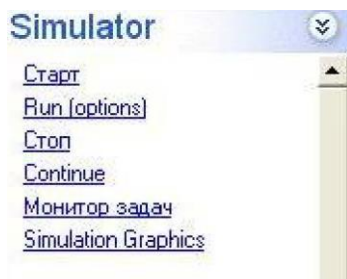 Simulator
Старт
Run (options)
Стоп
Continue
Монитор задач
Simulation Graphics